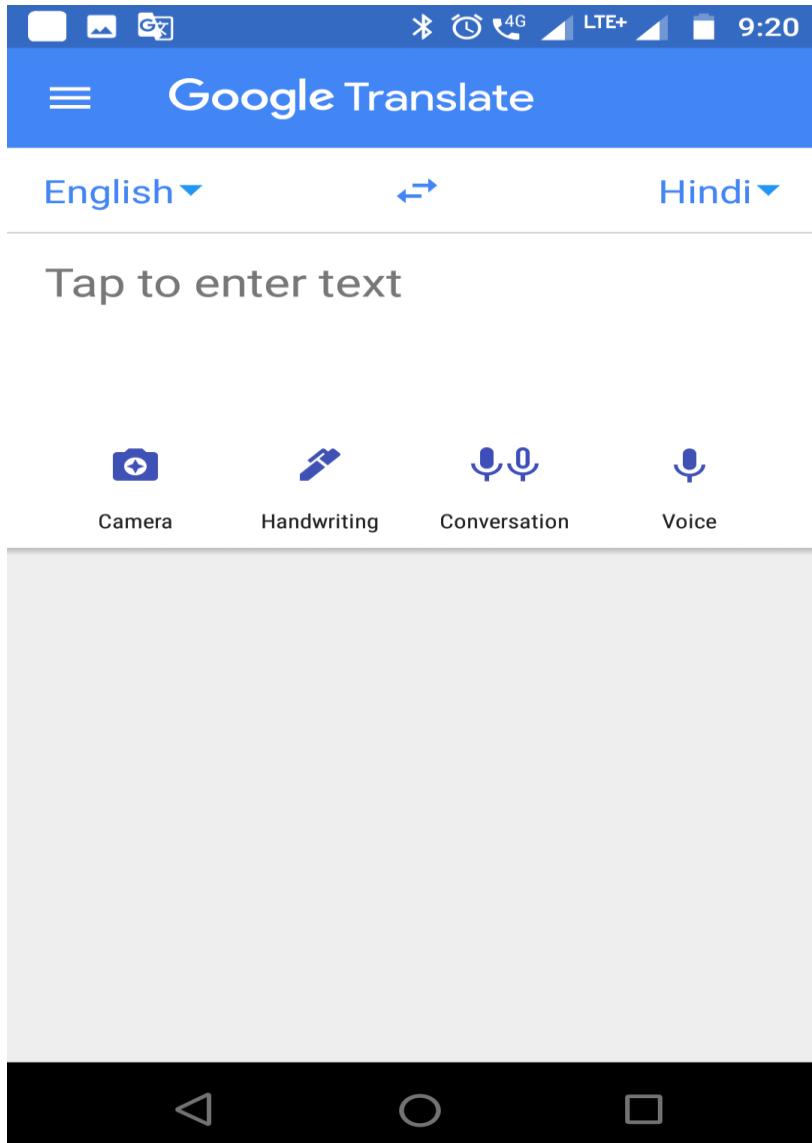 4G LTE+ 9:20
Google Translate
English Hindi
Tap to enter text
Camera Handwriting Conversation Voice